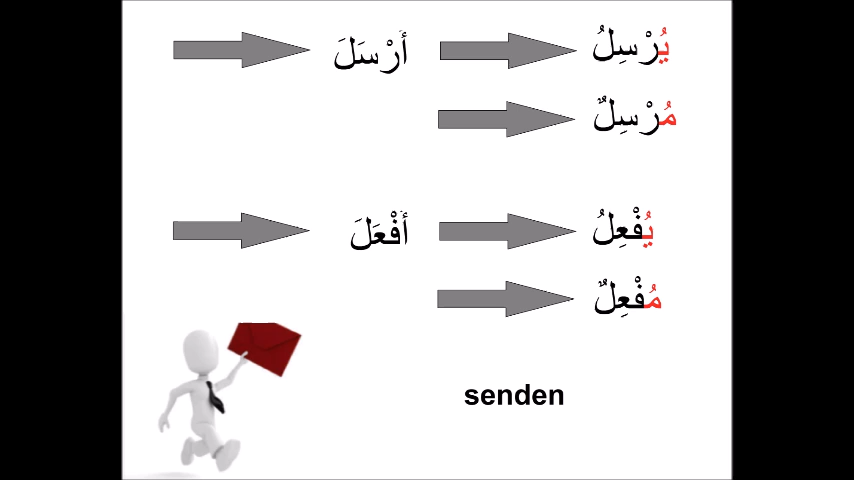 أَرْسَلَ يُرْسِلُ
مُرْسِلٌ
أَفْعَلَ يُفْعِلُ
مُفْعِلٌ
senden